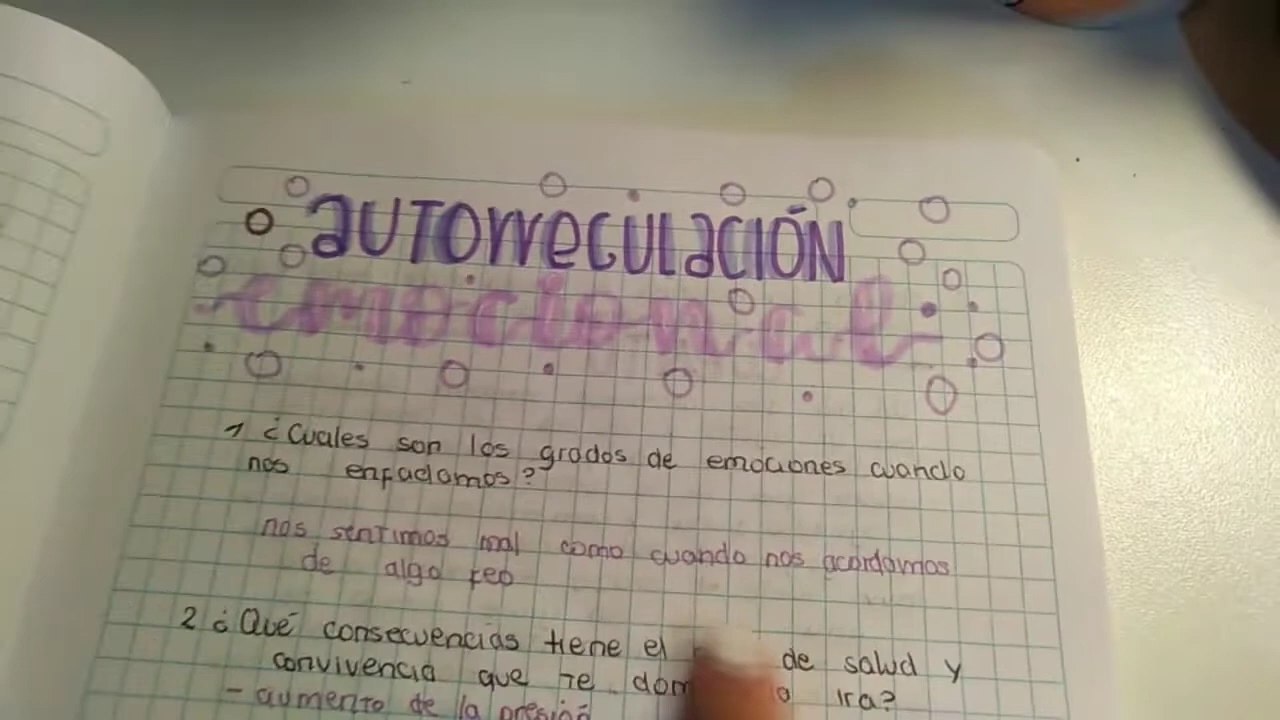 autorregulación
emocional
1 ¿Cuales son los grados de emociones cuando
nos enfadamos?
nos sentimos mal como cuando nos acordamos
de algo feo
2 ¿Qué consecuencias tiene el de salud y
convivencia que te ira?
- aumento de la presión